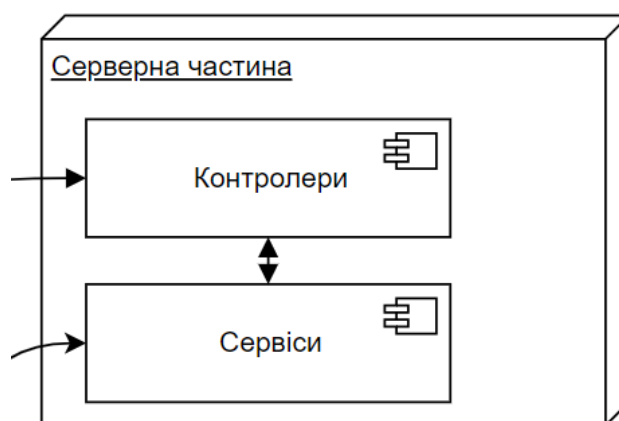 Серверна частина
Контролери
Сервіси